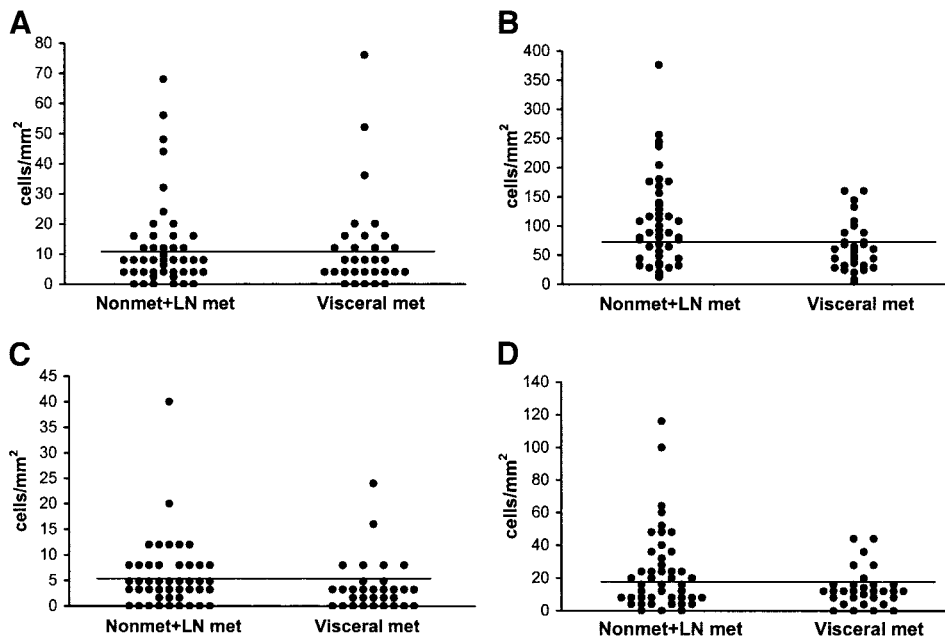 A
80
70
60
50
40
30
20
10
0
cells/mm²
Nonmet+LN met
Visceral met
B
400
350
300
250
200
150
100
50
0
cells/mm²
Nonmet+LN met
Visceral met
C
45
40
35
30
25
20
15
10
5
0
cells/mm²
Nonmet+LN met
Visceral met
D
140
120
100
80
60
40
20
0
cells/mm²
Nonmet+LN met
Visceral met